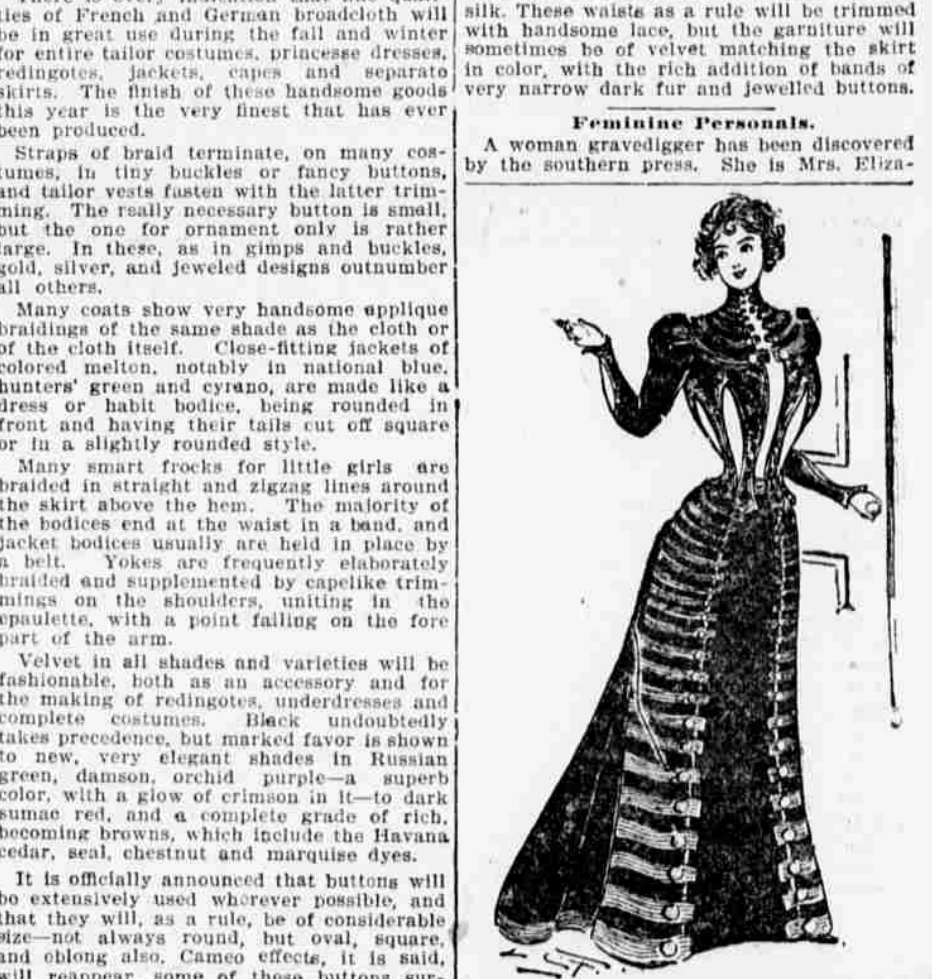 There is every indication that the quali-
ties of French and German broadcloth will
be in great use during the fall and winter
for entire tailor costumes, princesse dresses,
redingotes, jackets, capes and separate
skirts. The finish of these handsome goods
this year is the very finest that has ever
been produced.
Straps of braid terminate, on many cos-
tumes, in tiny buckles or fancy buttons,
and tailor vests fasten with the latter trim-
ming. The really necessary button is small,
but the one for ornament only is rather
large. In these, as in gimps and buckles,
gold, silver, and jeweled designs outnumber
all others.
Many coats show very handsome applique
braidings of the same shade as the cloth or
of the cloth itself. Close-fitting jackets of
colored melton, notably in national blue,
hunters' green and cyrano, are made like a
dress or habit bodice, being rounded in
front and having their tails cut off square
or in a slightly rounded style.
Many smart frocks for little girls are
braided in straight and zigzag lines around
the skirt above the hem. The majority of
the bodices end at the waist in a band, and
jacket bodices usually are held in place by
a belt. Yokes are frequently elaborately
braided and supplemented by capelike trim-
mings on the shoulders, uniting in the
epaulette, with a point falling on the fore
part of the arm.
Velvet in all shades and varieties will be
fashionable, both as an accessory and for
the making of redingotes, underdresses and
complete costumes. Black undoubtedly
takes precedence, but marked favor is shown
to new, very elegant shades in Russian
green, damson, orchid purple—a superb
color, with a glow of crimson in it—to dark
sumac red, and a complete grade of rich,
becoming browns, which include the Havana
cedar, seal, chestnut and marquise dyes.
It is officially announced that buttons will
be extensively used wherever possible, and
that they will, as a rule, be of considerable
size—not always round, but oval, square,
and oblong also. Cameo effects, it is said,
will reappear, some of these buttons sur-
silk. These waists as a rule will be trimmed
with handsome lace, but the garniture will
sometimes be of velvet matching the skirt
in color, with the rich addition of bands of
very narrow dark fur and jewelled buttons.
Feminine Personals.
A woman gravedigger has been discovered
by the southern press. She is Mrs. Eliza-